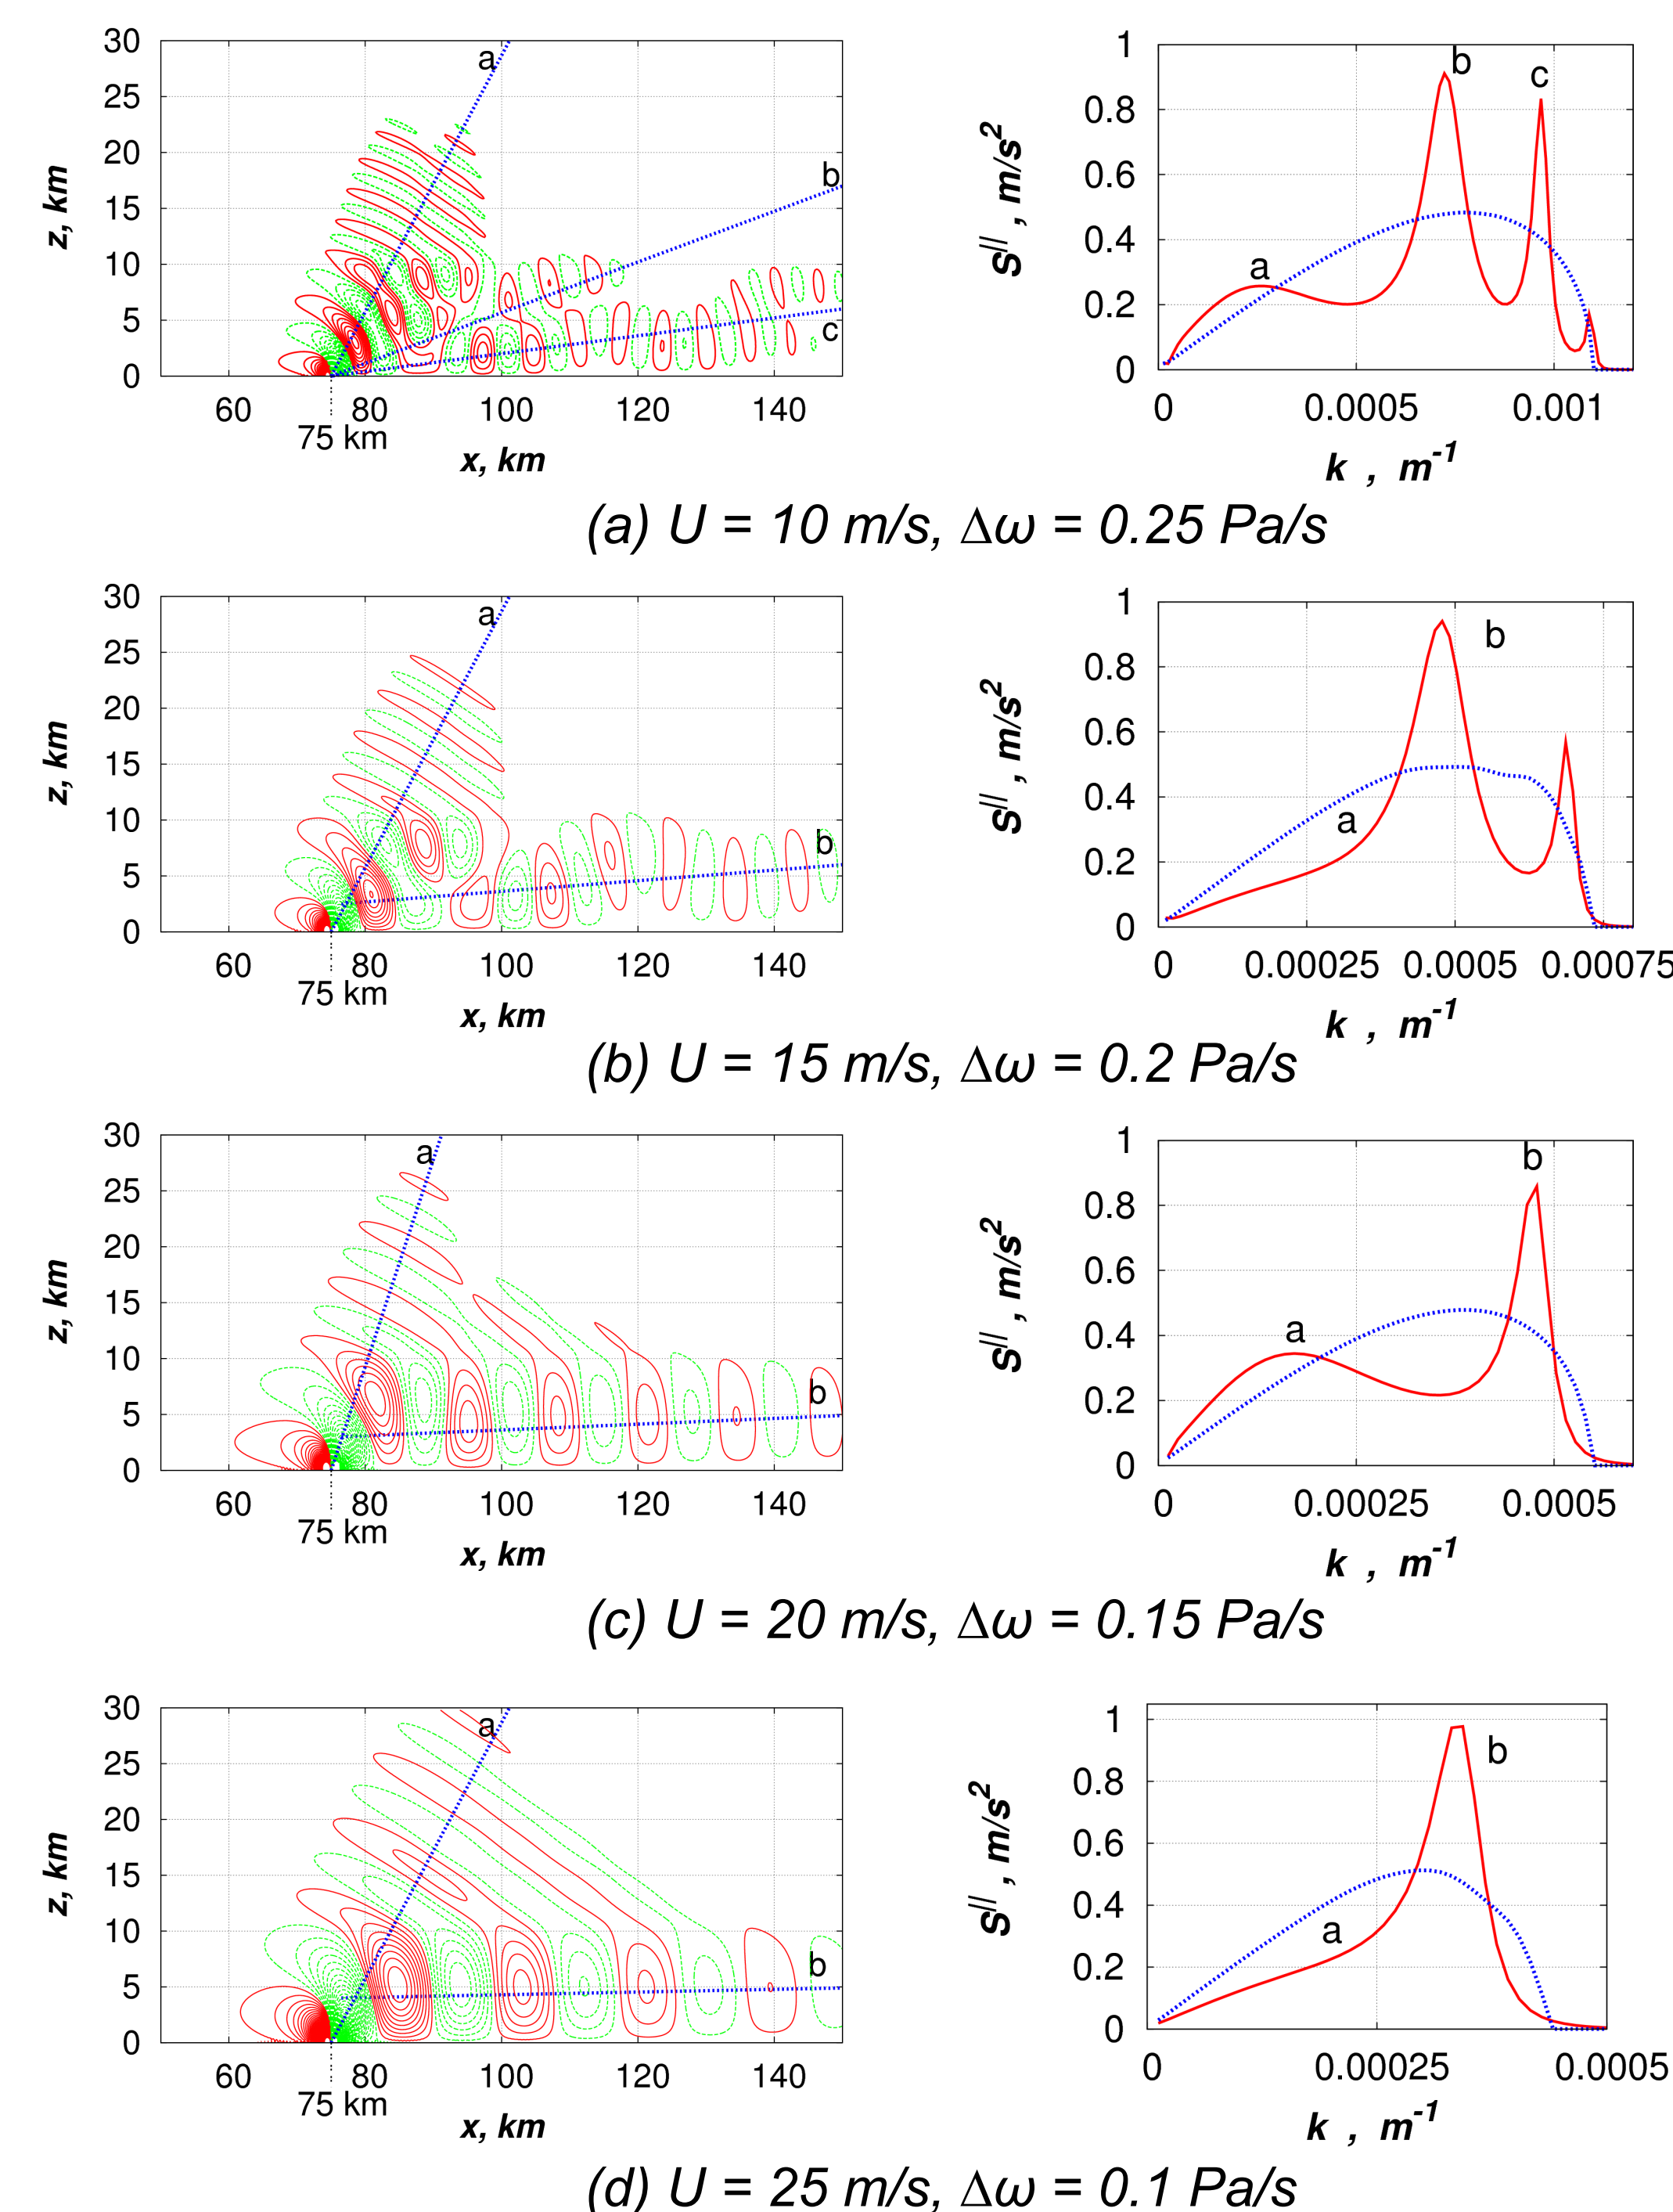 30
25
20
15
10
5
0
z, km
a
b
c
60 80 100 120 140
75 km
x, km
1
0.8
0.6
0.4
0.2
0
S// , m/s2
a
b
c
0 0.0005 0.001
k , m-1
(a) U = 10 m/s, Δω = 0.25 Pa/s
30
25
20
15
10
5
0
z, km
a
b
60 80 100 120 140
75 km
x, km
1
0.8
0.6
0.4
0.2
0
S// , m/s2
a
b
0 0.00025 0.0005 0.00075
k , m-1
(b) U = 15 m/s, Δω = 0.2 Pa/s
30
25
20
15
10
5
0
z, km
a
b
60 80 100 120 140
75 km
x, km
1
0.8
0.6
0.4
0.2
0
S// , m/s2
a
b
0 0.00025 0.0005
k , m-1
(c) U = 20 m/s, Δω = 0.15 Pa/s
30
25
20
15
10
5
0
z, km
a
b
60 80 100 120 140
75 km
x, km
1
0.8
0.6
0.4
0.2
0
S// , m/s2
a
b
0 0.00025 0.0005
k , m-1
(d) U = 25 m/s, Δω = 0.1 Pa/s